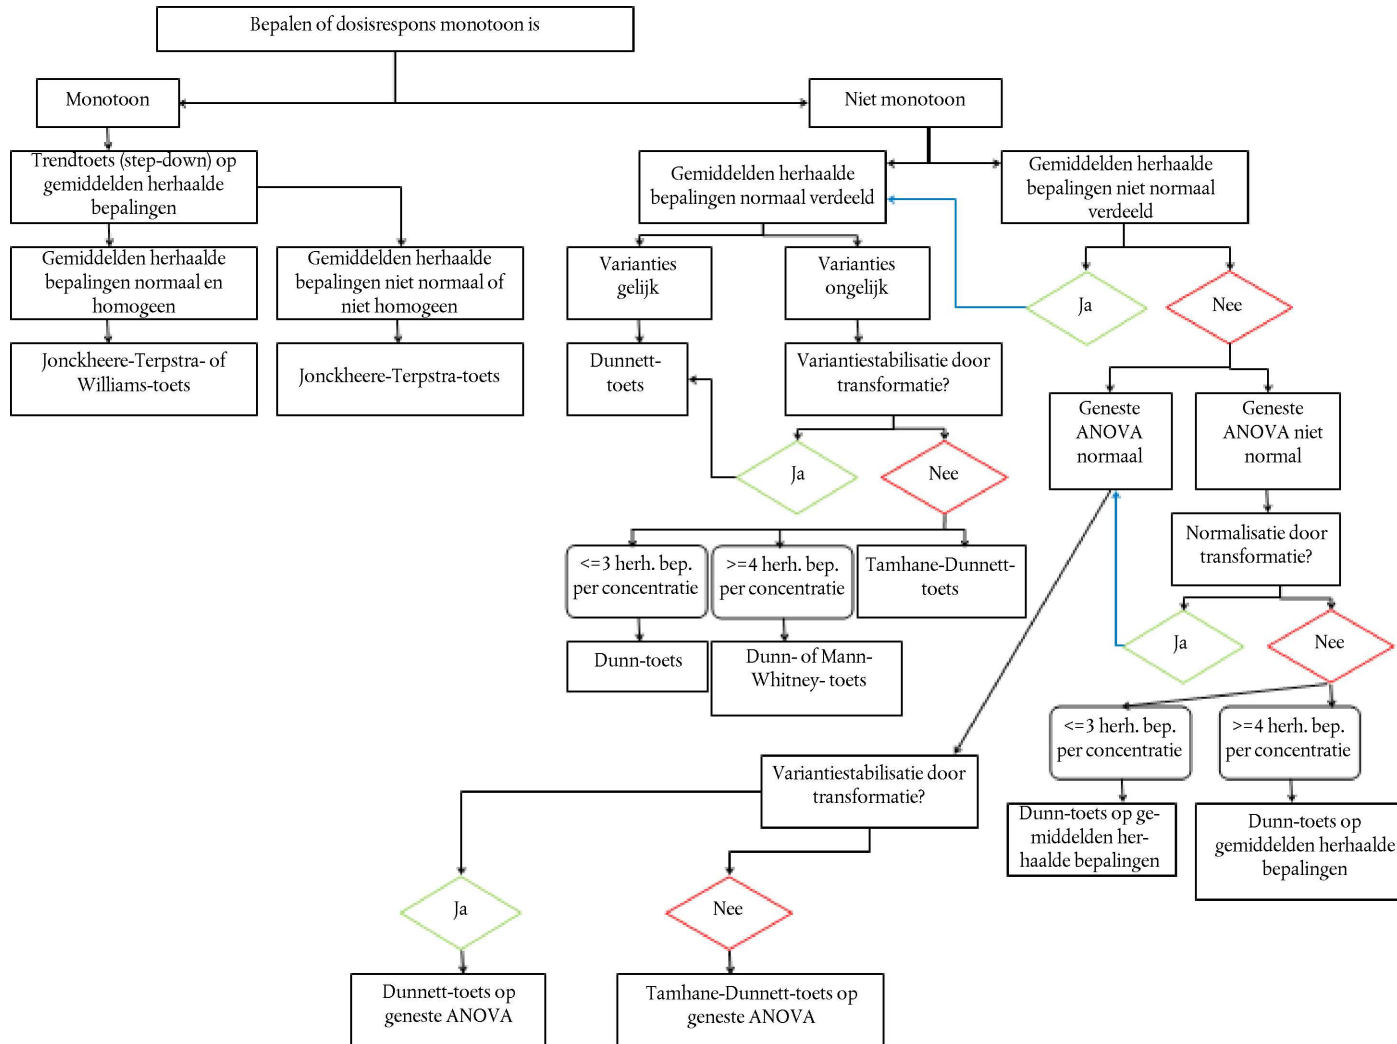 Bepalen of dosisrespons monotoon is
Monotoon
Niet monotoon
Trendtoets (step-down) op
gemiddelden herhaalde
bepalingen
Gemiddelden herhaalde
bepalingen normaal verdeeld
Gemiddelden herhaalde
bepalingen niet normaal
verdeeld
Gemiddelden herhaalde
bepalingen normaal en
homogeen
Gemiddelden herhaalde
bepalingen niet normaal of
niet homogeen
Varianties
gelijk
Varianties
ongelijk
Ja
Nee
Jonckheere-Terpstra- of
Williams-toets
Jonckheere-Terpstra-toets
Dunnett-
toets
Variantiestabilisatie door
transformatie?
Geneste
ANOVA
normaal
Geneste
ANOVA niet
normal
Ja
Nee
Normalisatie door
transformatie?
<=3 herh. bep.
per concentratie
>=4 herh. bep.
per concentratie
Tamhane-Dunnett-
toets
Ja
Nee
Dunn-toets
Dunn- of Mann-
Whitney- toets
<=3 herh. bep.
per concentratie
>=4 herh. bep.
per concentratie
Variantiestabilisatie door
transformatie?
Dunn-toets op ge-
middelden her-
haalde bepalingen
Dunn-toets op
gemiddelden herhaalde
bepalingen
Ja
Nee
Dunnett-toets op
geneste ANOVA
Tamhane-Dunnett-toets op
geneste ANOVA